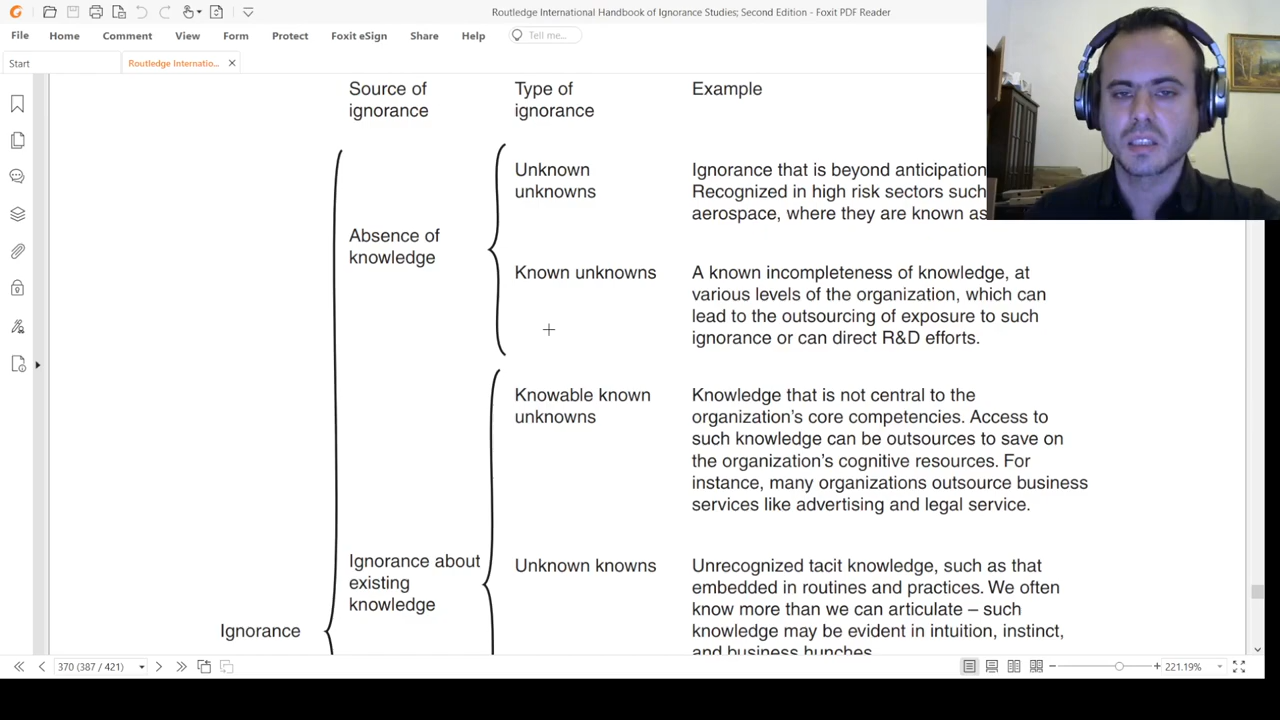 Routledge International Handbook of Ignorance Studies; Second Edition - Foxit PDF Reader
File Home Comment View Form Protect Foxit eSign Share Help Tell me...
Start Routledge Internatio...
Source of ignorance
Type of ignorance
Example
Unknown unknowns
Ignorance that is beyond anticipation
Recognized in high risk sectors such
aerospace, where they are known as
Absence of knowledge
Known unknowns
A known incompleteness of knowledge, at
various levels of the organization, which can
lead to the outsourcing of exposure to such
ignorance or can direct R&D efforts.
Knowable known unknowns
Knowledge that is not central to the
organization's core competencies. Access to
such knowledge can be outsources to save on
the organization's cognitive resources. For
instance, many organizations outsource business
services like advertising and legal service.
Ignorance about existing knowledge
Unknown knowns
Unrecognized tacit knowledge, such as that
embedded in routines and practices. We often
know more than we can articulate – such
knowledge may be evident in intuition, instinct,
and business hunches.
Ignorance
370 (387 / 421)
221.19%